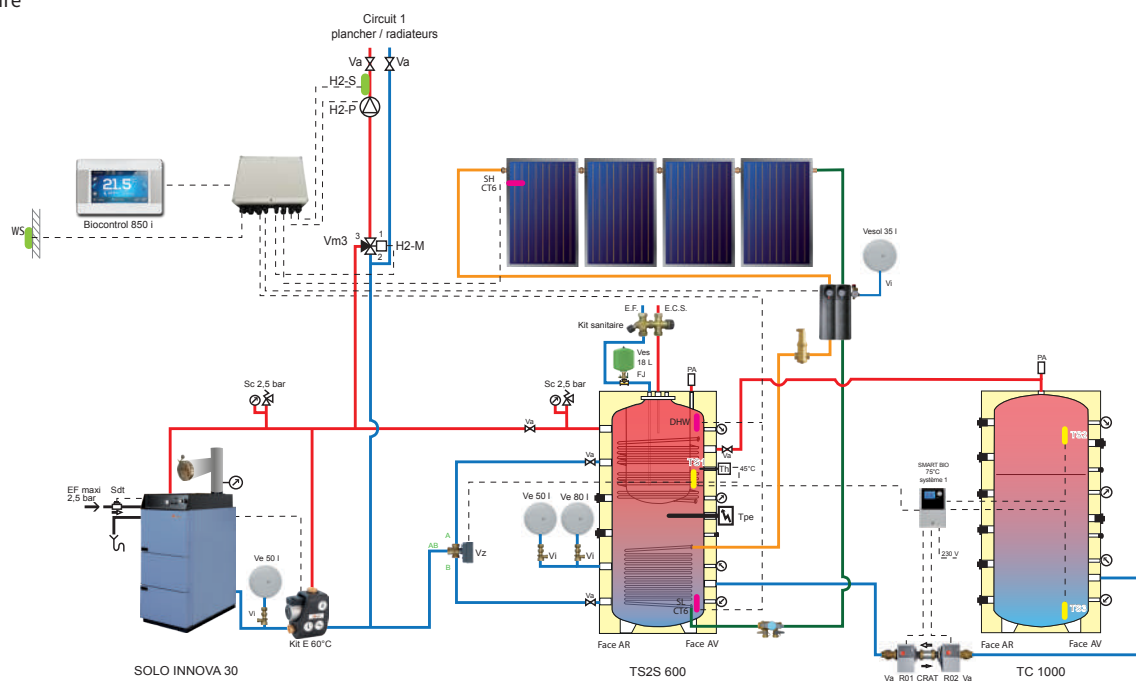 Circuit 1
plancher / radiateurs
Va
Va
H2-S
H2-P
SH
CT6
21.5
Biocontrol 850 i
WS
Vm3
3
1
2
H2-M
Vesol 35 l
Vi
E.F.
E.C.S.
Kit sanitaire
Ves
18 L
FJ
PA
PA
Sc 2,5 bar
Sc 2,5 bar
Va
DHW
Va
TS1
Th
45°C
TS2
Va
SMART BIO
75°C
système 1
EF maxi
2,5 bar
Sdt
Ve 50 l
Ve 80 l
Tpe
A
AB
B
Vz
Vi
Vi
230 V
Ve 50 l
Vi
Va
SL
CT6
TS3
Kit E 60°C
Face AR
Face AV
Face AR
Face AV
SOLO INNOVA 30
TS2S 600
Va R01 CRAT R02 Va
TC 1000